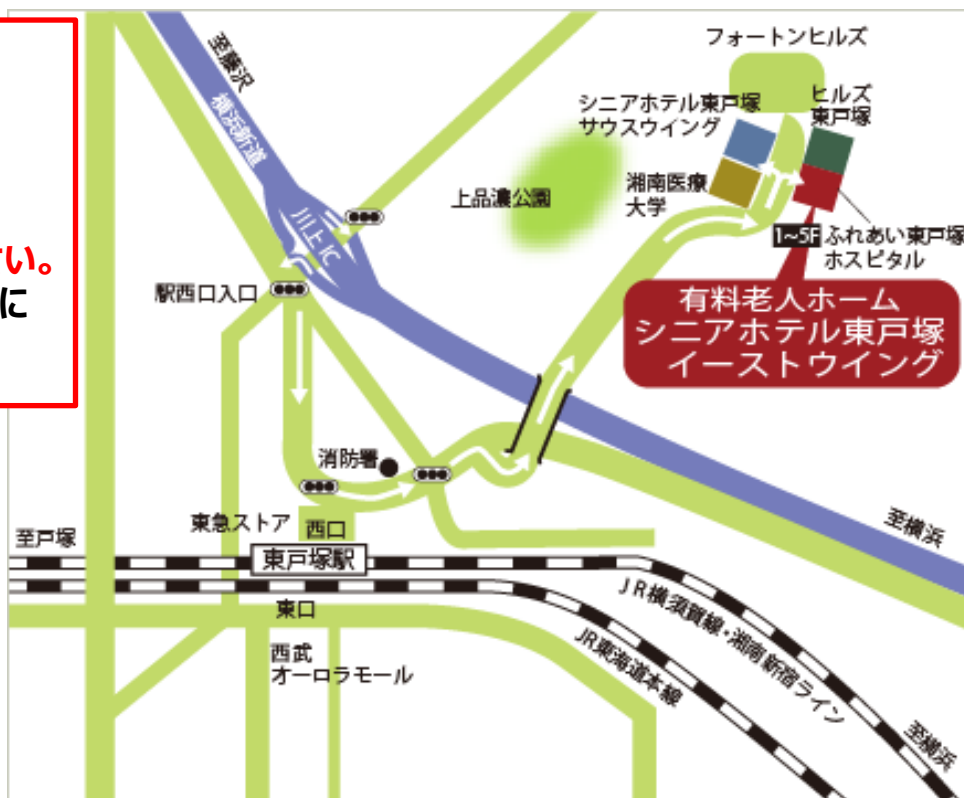 い。
に
至藤沢
横浜新道
川上IC
駅西口入口
フォートンヒルズ
シニアホテル東戸塚
サウスウイング
ヒルズ
東戸塚
上品濃公園
湘南医療
大学
1~5F ふれあい東戸塚
ホスピタル
有料老人ホーム
シニアホテル東戸塚
イーストウイング
消防署
東急ストア
西口
至戸塚
東戸塚駅
東口
西武
オーロラモール
至横浜
JR横須賀線・湘南新宿ライン
JR東海道本線
至横浜